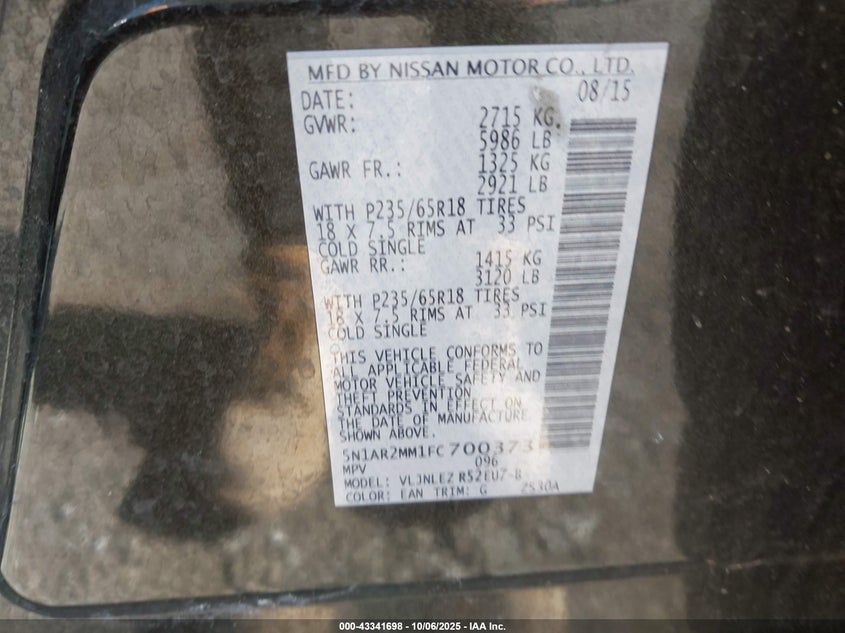 MFD BY NISSAN MOTOR CO., LTD.
DATE: 08/15
GVWR: 2715 KG.
5986 LB
GAWR FR.: 1325 KG
2921 LB
WITH P235/65R18 TIRES
18 X 7.5 RIMS AT 33 PSI
COLD SINGLE
GAWR RR.: 1415 KG
3120 LB
WITH P235/65R18 TIRES
18 X 7.5 RIMS AT 33 PSI
COLD SINGLE
THIS VEHICLE CONFORMS TO
ALL APPLICABLE FEDERAL
MOTOR VEHICLE SAFETY AND
THEFT PREVENTION
STANDARDS IN EFFECT ON
THE DATE OF MANUFACTURE
SHOWN ABOVE.
5N1AR2MM1FC700373
MPV 096
MODEL: VLJNLEZ R52EUZ-B
COLOR: EAN TRIM: G 2S30A
000-43341698 - 10/06/2025 - IAA Inc.